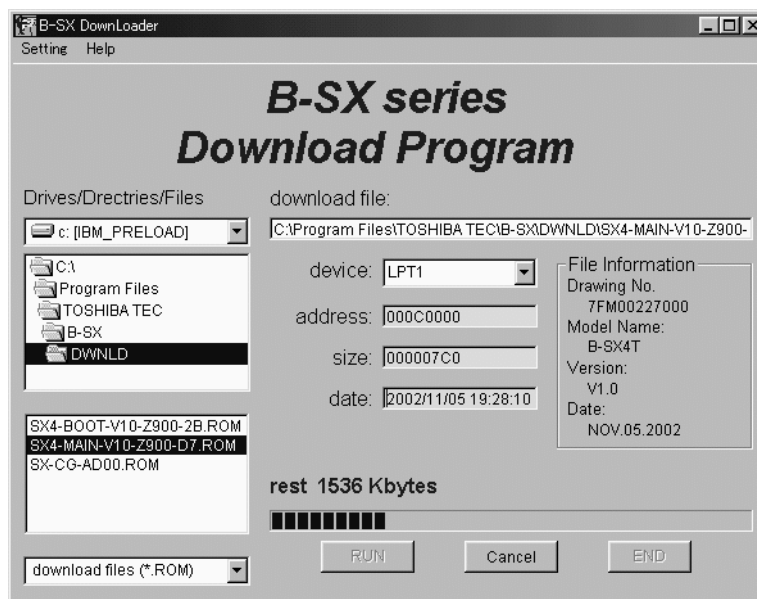 B-SX DownLoader
Setting Help
B-SX series
Download Program
Drives/Drectries/Files
download file:
c: [IBM_PRELOAD]
C:\Program Files\TOSHIBA TEC\B-SX\DWNLD\SX4-MAIN-V10-Z900-
C:\
Program Files
TOSHIBA TEC
B-SX
DWNLD
device: LPT1
address: 000C0000
size: 000007C0
date: 2002/11/05 19:28:10
File Information
Drawing No.
7FM00227000
Model Name:
B-SX4T
Version:
V1.0
Date:
NOV.05.2002
SX4-BOOT-V10-Z900-2B.ROM
SX4-MAIN-V10-Z900-D7.ROM
SX-CG-AD00.ROM
rest 1536 Kbytes
download files (*.ROM)
RUN Cancel END